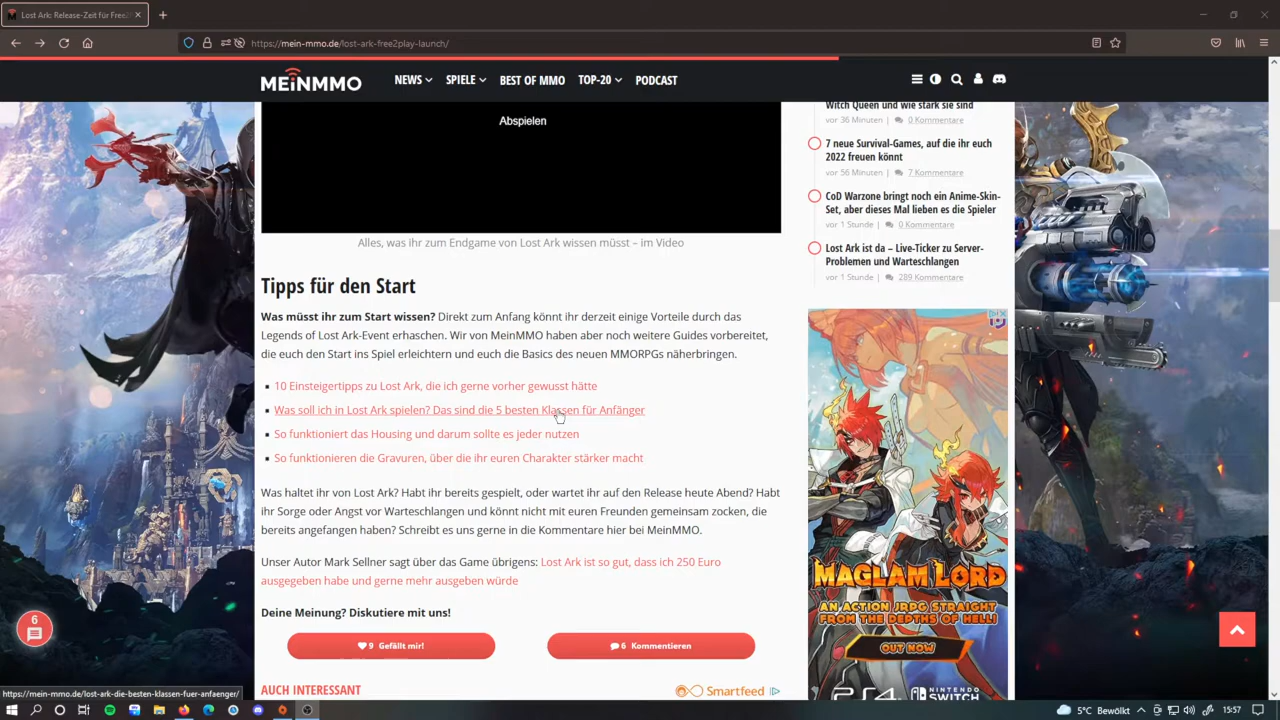 Lost Ark: Release-Zeit für Free2
https://mein-mmo.de/lost-ark-free2play-launch/
MEiNMMO
NEWS
SPIELE
BEST OF MMO
TOP-20
PODCAST
Abspielen
Alles, was ihr zum Endgame von Lost Ark wissen müsst – im Video
Tipps für den Start
Was müsst ihr zum Start wissen? Direkt zum Anfang könnt ihr derzeit einige Vorteile durch das
Legends of Lost Ark-Event erhaschen. Wir von MeinMMO haben aber noch weitere Guides vorbereitet,
die euch den Start ins Spiel erleichtern und euch die Basics des neuen MMORPGs näherbringen.
10 Einsteigertipps zu Lost Ark, die ich gerne vorher gewusst hätte
Was soll ich in Lost Ark spielen? Das sind die 5 besten Klassen für Anfänger
So funktioniert das Housing und darum sollte es jeder nutzen
So funktionieren die Gravuren, über die ihr euren Charakter stärker macht
Was haltet ihr von Lost Ark? Habt ihr bereits gespielt, oder wartet ihr auf den Release heute Abend? Habt
ihr Sorge oder Angst vor Warteschlangen und könnt nicht mit euren Freunden gemeinsam zocken, die
bereits angefangen haben? Schreibt es uns gerne in die Kommentare hier bei MeinMMO.
Unser Autor Mark Sellner sagt über das Game übrigens: Lost Ark ist so gut, dass ich 250 Euro
ausgegeben habe und gerne mehr ausgeben würde
Deine Meinung? Diskutiere mit uns!
9 Gefällt mir!
6 Kommentieren
AUCH INTERESSANT
Smartfeed
Witch Queen und wie stark sie sind
vor 36 Minuten | 0 Kommentare
7 neue Survival-Games, auf die ihr euch
2022 freuen könnt
vor 56 Minuten | 7 Kommentare
CoD Warzone bringt noch ein Anime-Skin-
Set, aber dieses Mal lieben es die Spieler
vor 1 Stunde | 0 Kommentare
Lost Ark ist da – Live-Ticker zu Server-
Problemen und Warteschlangen
vor 1 Stunde | 289 Kommentare
MAGLAM LORD
AN ACTION JRPG STRAIGHT
FROM THE DEPTHS OF HELL!
OUT NOW
PS4
NINTENDO
SWITCH
6
https://mein-mmo.de/lost-ark-die-besten-klassen-fuer-anfaenger/
5°C Bewölkt
15:57